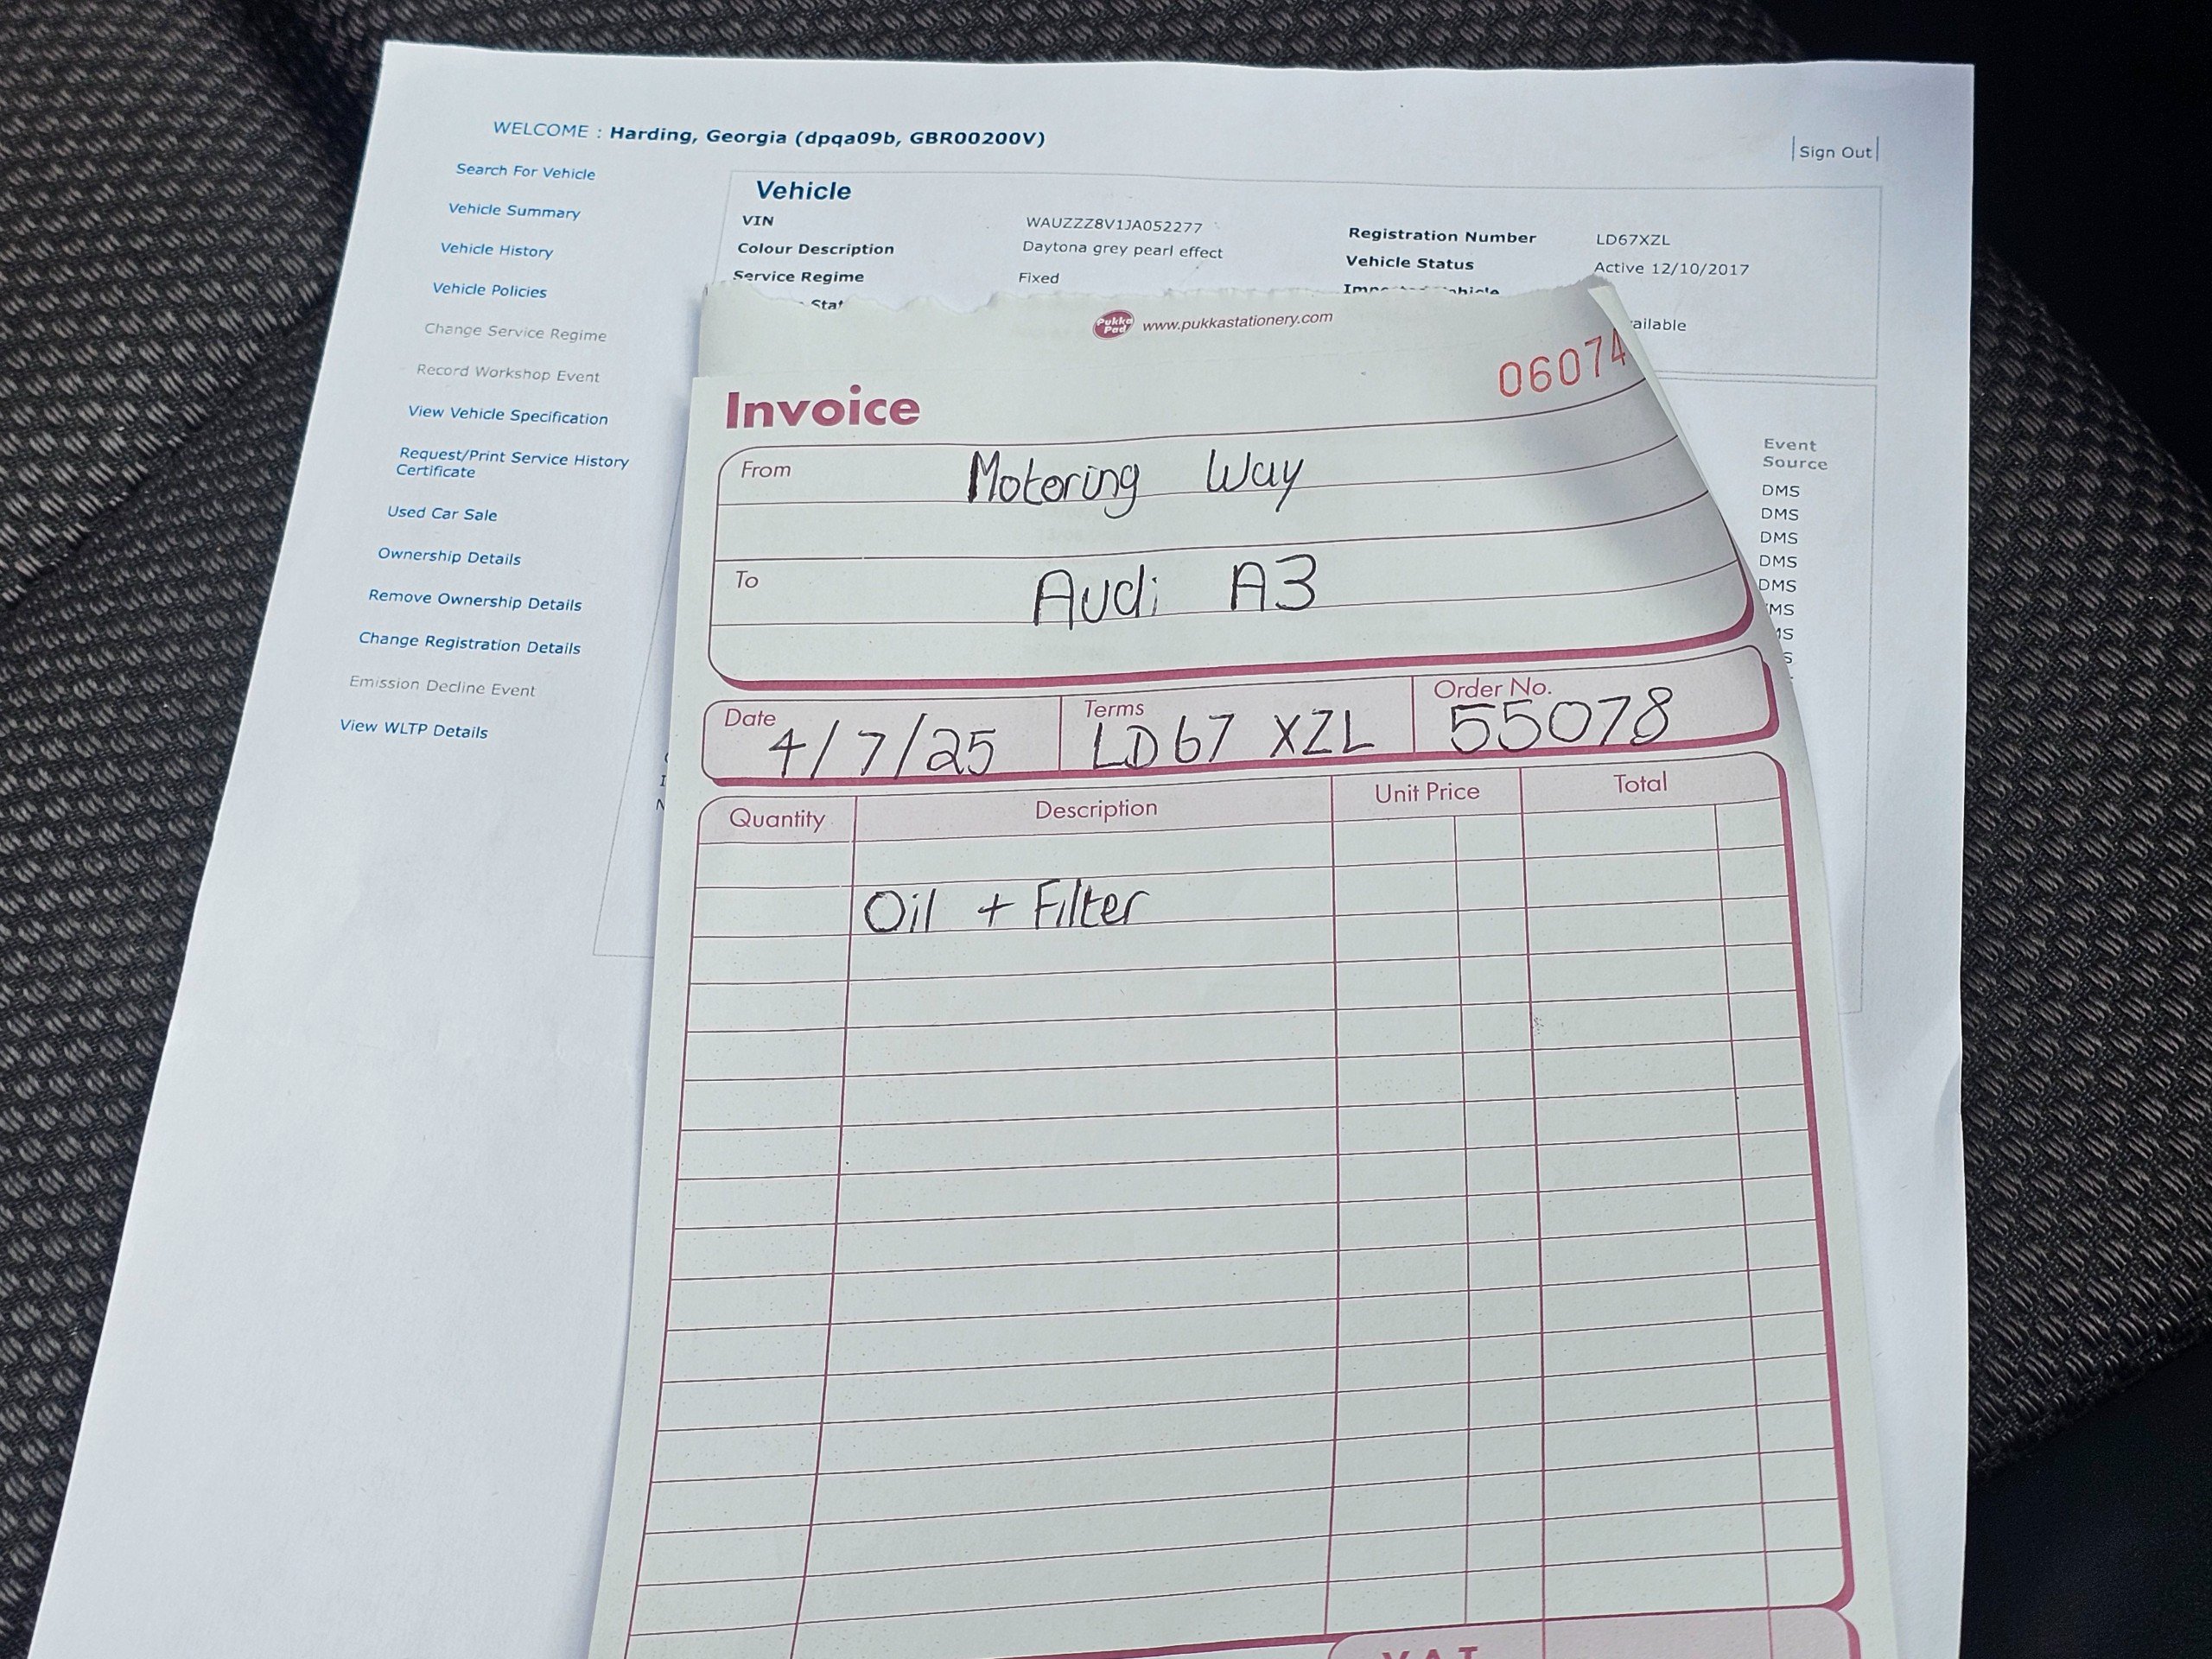 WELCOME : Harding, Georgia (dpqa09b, GBR00200V)
Sign Out
Search For Vehicle
Vehicle Summary
Vehicle History
Vehicle Policies
Change Service Regime
Record Workshop Event
View Vehicle Specification
Request/Print Service History
Certificate
Used Car Sale
Ownership Details
Remove Ownership Details
Change Registration Details
Emission Decline Event
View WLTP Details
Vehicle
VIN WAUZZZ8V1JA052277 Registration Number LD67XZL
Colour Description Daytona grey pearl effect Vehicle Status Active 12/10/2017
Service Regime Fixed
Event
Source
DMS
DMS
DMS
DMS
DMS
Pukka Pad www.pukkastationery.com
06074
Invoice
From Motoring Way
To Audi A3
Date 4/7/25 Terms LD67 XZL Order No. 55078
Quantity Description Unit Price Total
Oil + Filter